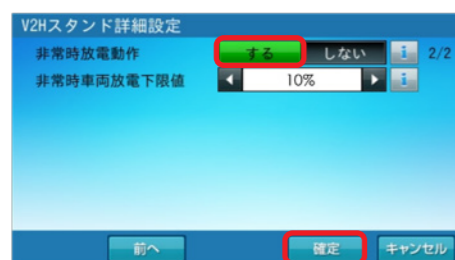 V2Hスタンド詳細設定
非常時放電動作 する しない i 2/2
非常時車両放電下限値 10% i
前へ 確定 キャンセル